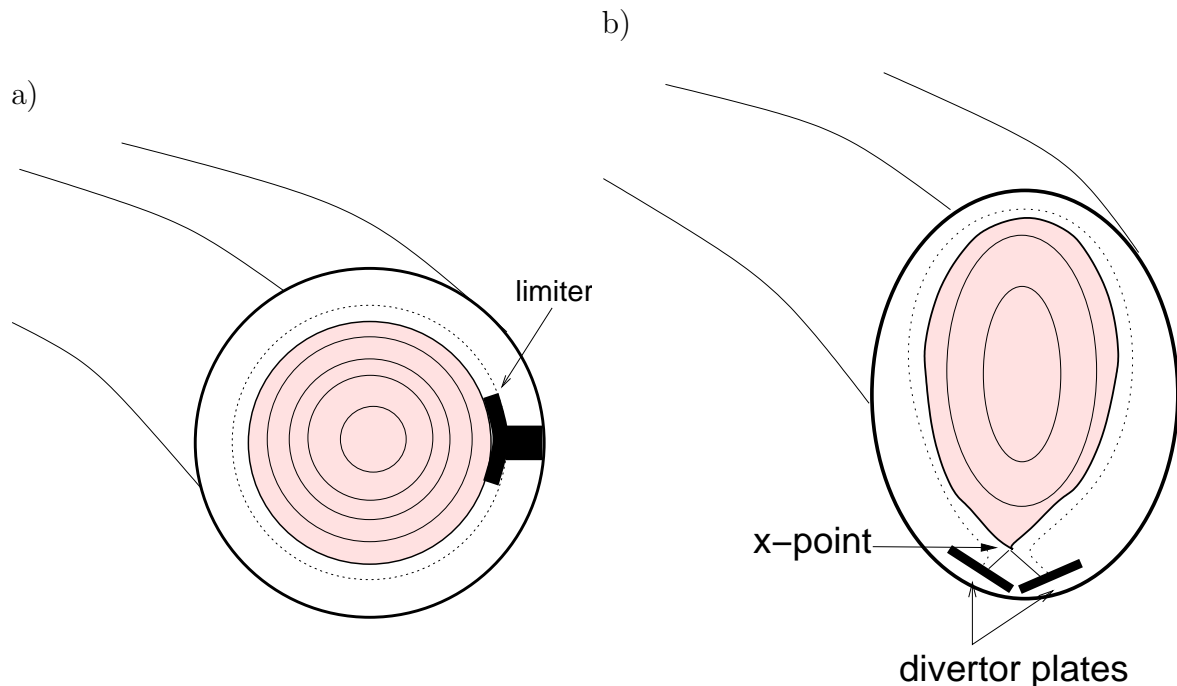 a)
limiter
b)
x−point
divertor plates